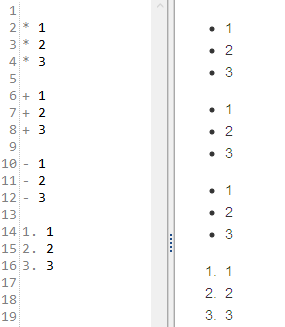 1
2 * 1
3 * 2
4 * 3
5
6 + 1
7 + 2
8 + 3
9
10 - 1
11 - 2
12 - 3
13
14 1. 1
15 2. 2
16 3. 3
17
18
19
• 1
• 2
• 3
• 1
• 2
• 3
• 1
• 2
• 3
1. 1
2. 2
3. 3